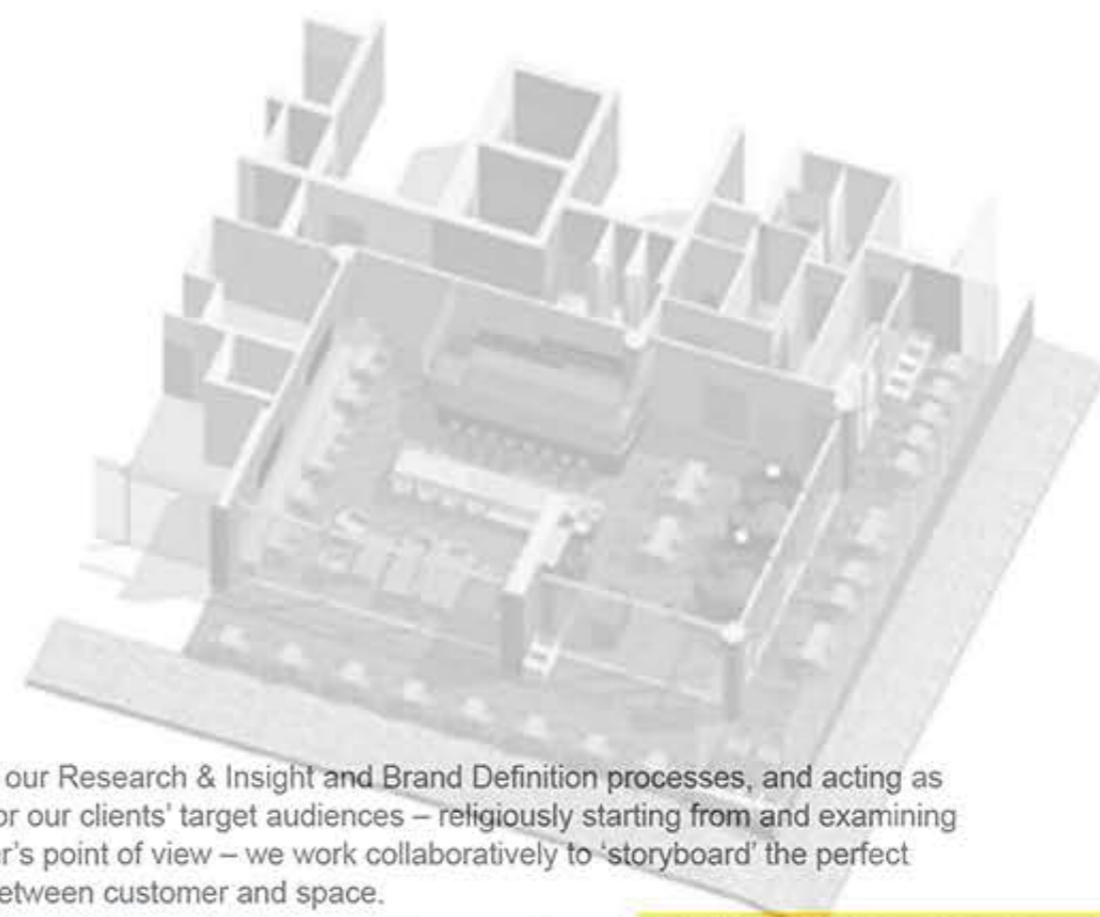 our Research & Insight and Brand Definition processes, and acting as
or our clients' target audiences – religiously starting from and examining
er's point of view – we work collaboratively to 'storyboard' the perfect
etween customer and space.